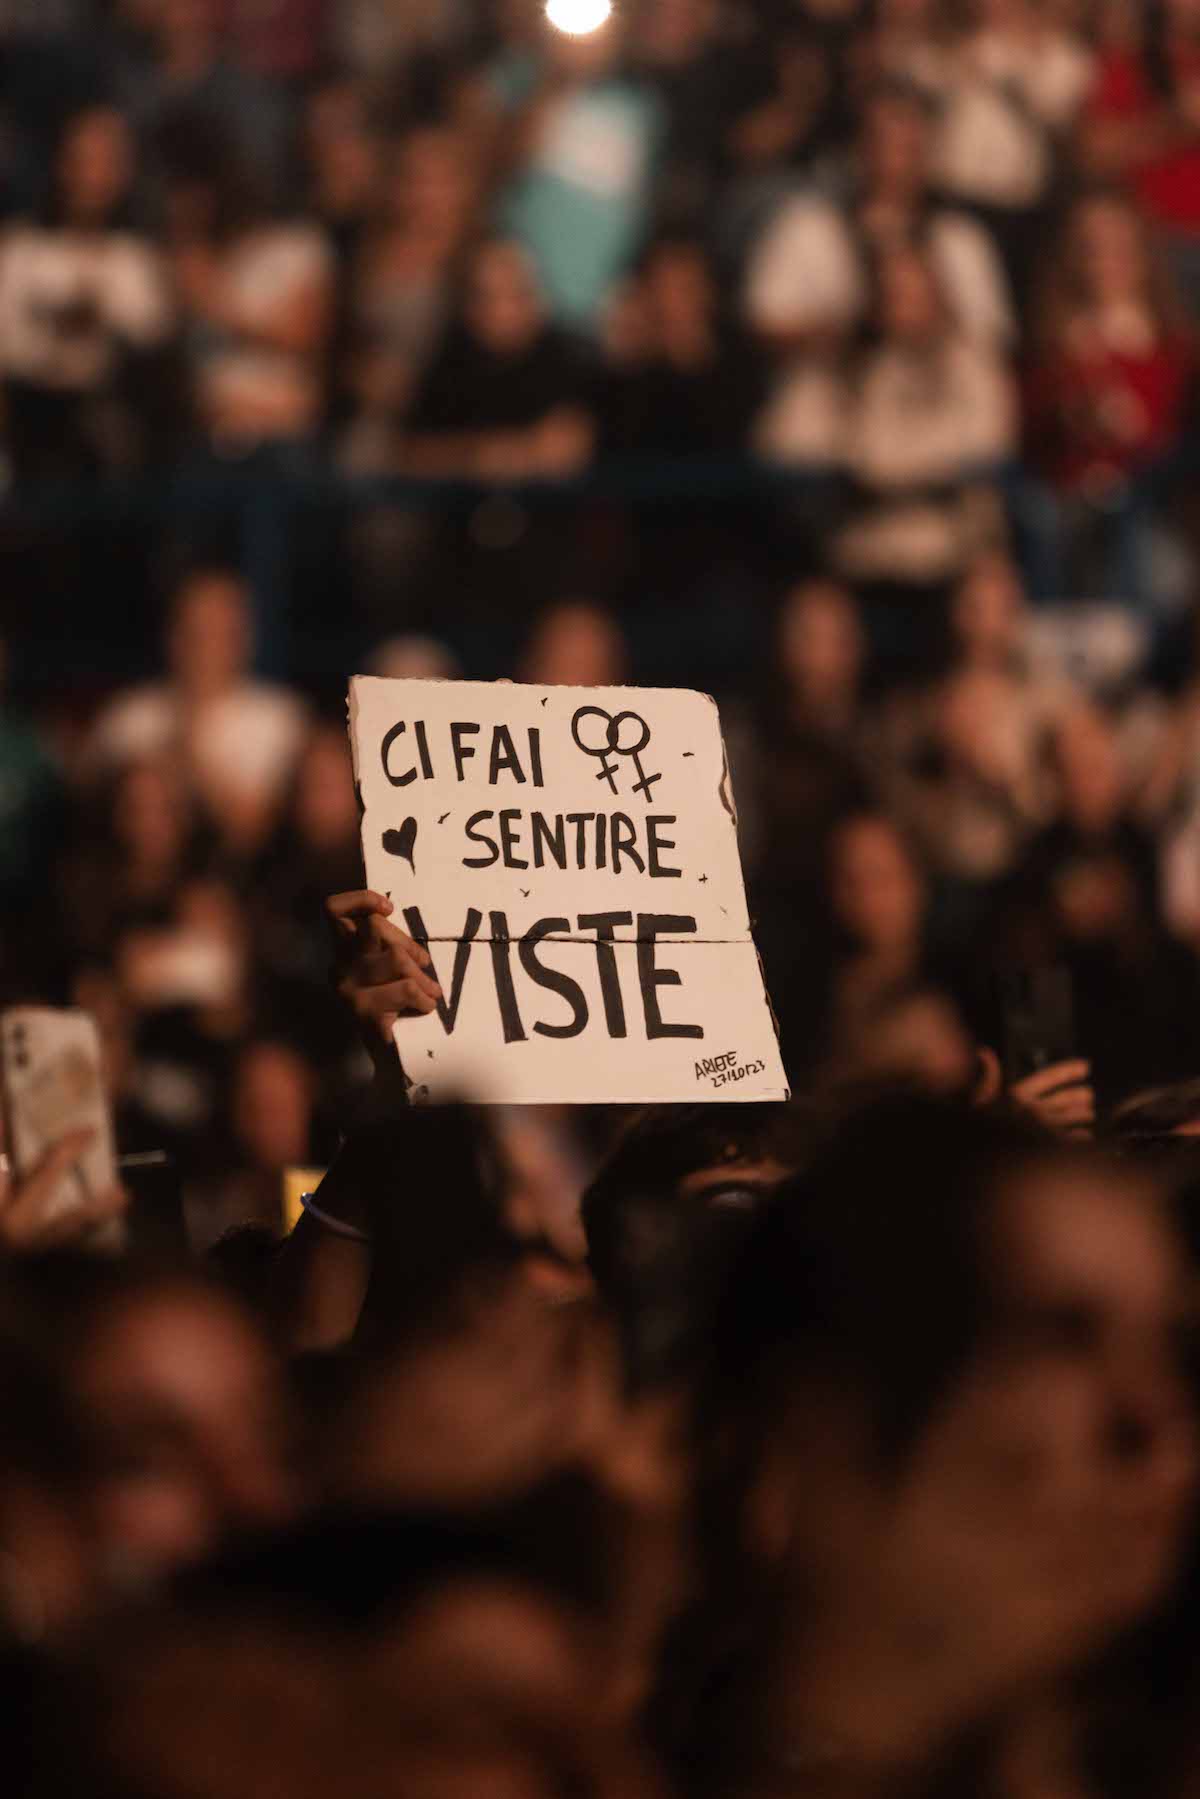 CI FAI
SENTIRE
VISTE
ARIETE
27/10/23